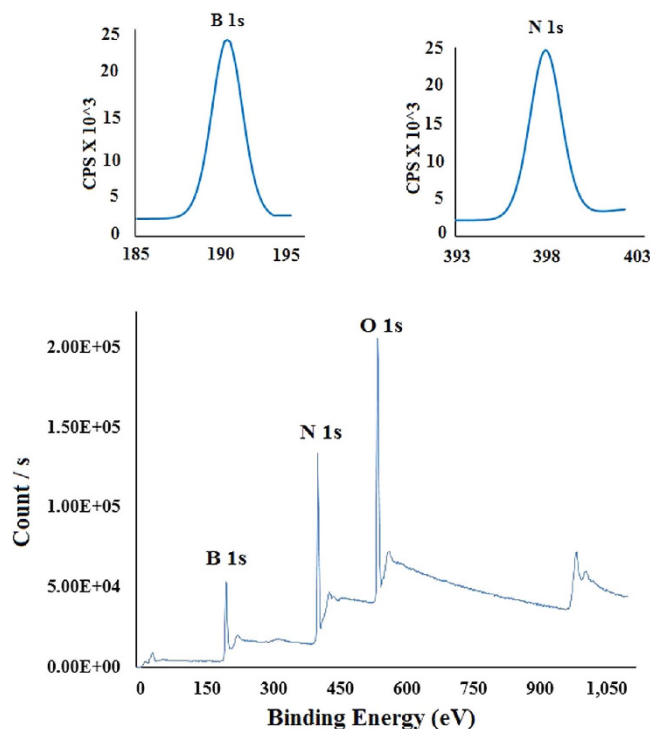 B 1s
25
20
15
10
5
0
CPS X 10^3
185 190 195
N 1s
25
20
15
10
5
0
CPS X 10^3
393 398 403
O 1s
N 1s
B 1s
2.00E+05
1.50E+05
1.00E+05
5.00E+04
0.00E+00
Count / s
0 150 300 450 600 750 900 1,050
Binding Energy (eV)